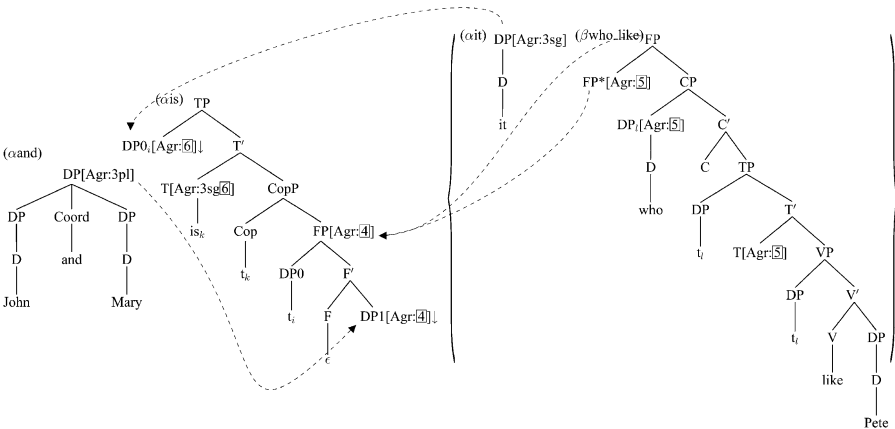 (αand)
DP[Agr:3pl]
DP Coord DP
D and D
John Mary
(αis) TP
DP0i[Agr:6]↓ T′
T[Agr:3sg6] CopP
isk Cop FP[Agr:4]
tk DP0 F′
ti F DP1[Agr:4]↓
ϵ
(αit) DP[Agr:3sg]
D
it
(βwho_like) FP
FP*[Agr:5] CP
DPl[Agr:5] C′
D C TP
who DP T′
tl T[Agr:5] VP
DP V′
tl V DP
like D
Pete